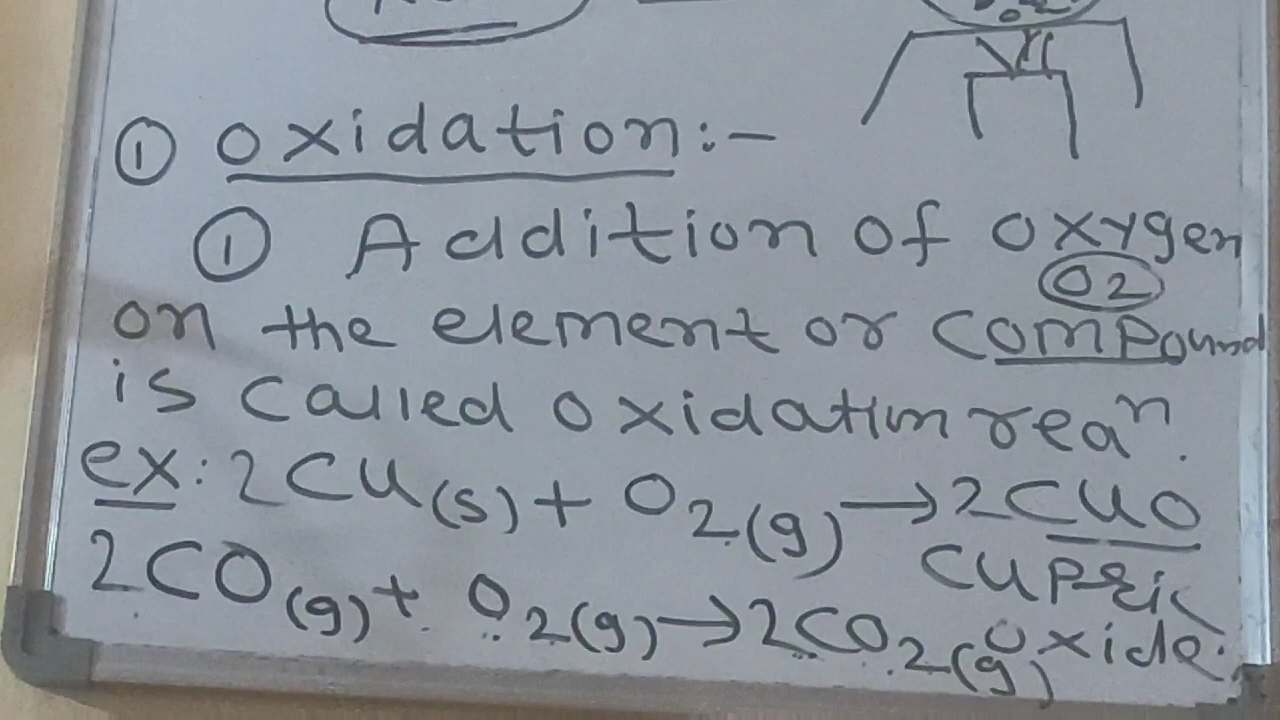 ① oxidation:-
① Addition of oxygen
O2
on the element or compound
is called oxidation reaⁿ.
ex: 2Cu(s) + O2(g) → 2CuO
cupric
2CO(g) + O2(g) → 2CO2(g) oxide.